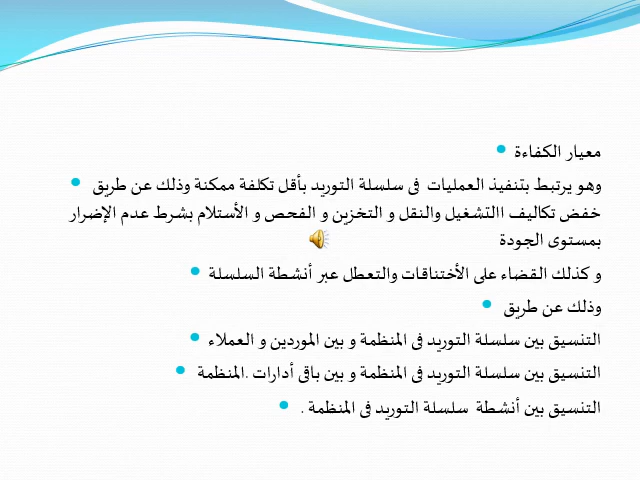 معيار الكفاءة
وهو يرتبط بتنفيذ العمليات فى سلسلة التوريد بأقل تكلفة ممكنة وذلك عن طريق
خفض تكاليف االتشغيل والنقل و التخزين و الفحص و الأستلام بشرط عدم الإضرار
بمستوى الجودة
و كذلك القضاء على الأختناقات والتعطل عبر أنشطة السلسلة
وذلك عن طريق
التنسيق بين سلسلة التوريد فى المنظمة و بين الموردين و العملاء
التنسيق بين سلسلة التوريد فى المنظمة و بين باقى أدارات .المنظمة
التنسيق بين أنشطة سلسلة التوريد فى المنظمة .